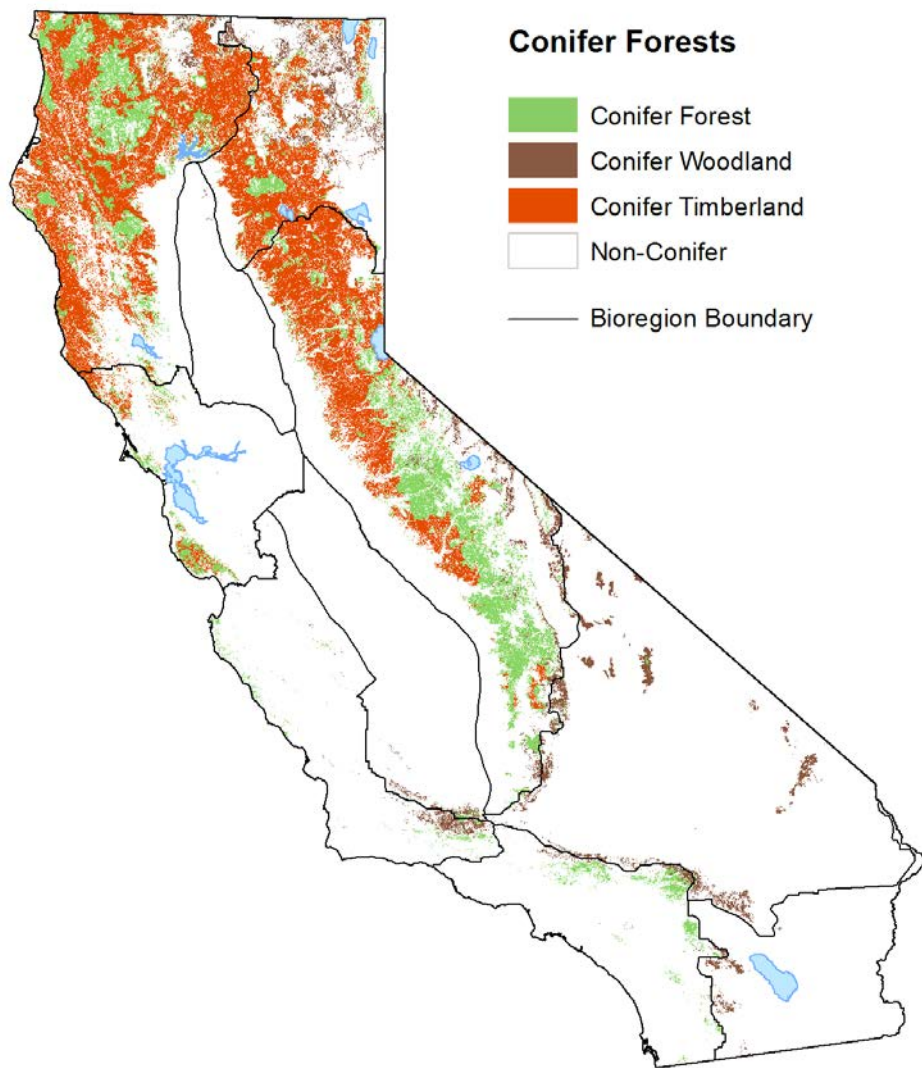 Conifer Forests
Conifer Forest
Conifer Woodland
Conifer Timberland
Non-Conifer
Bioregion Boundary